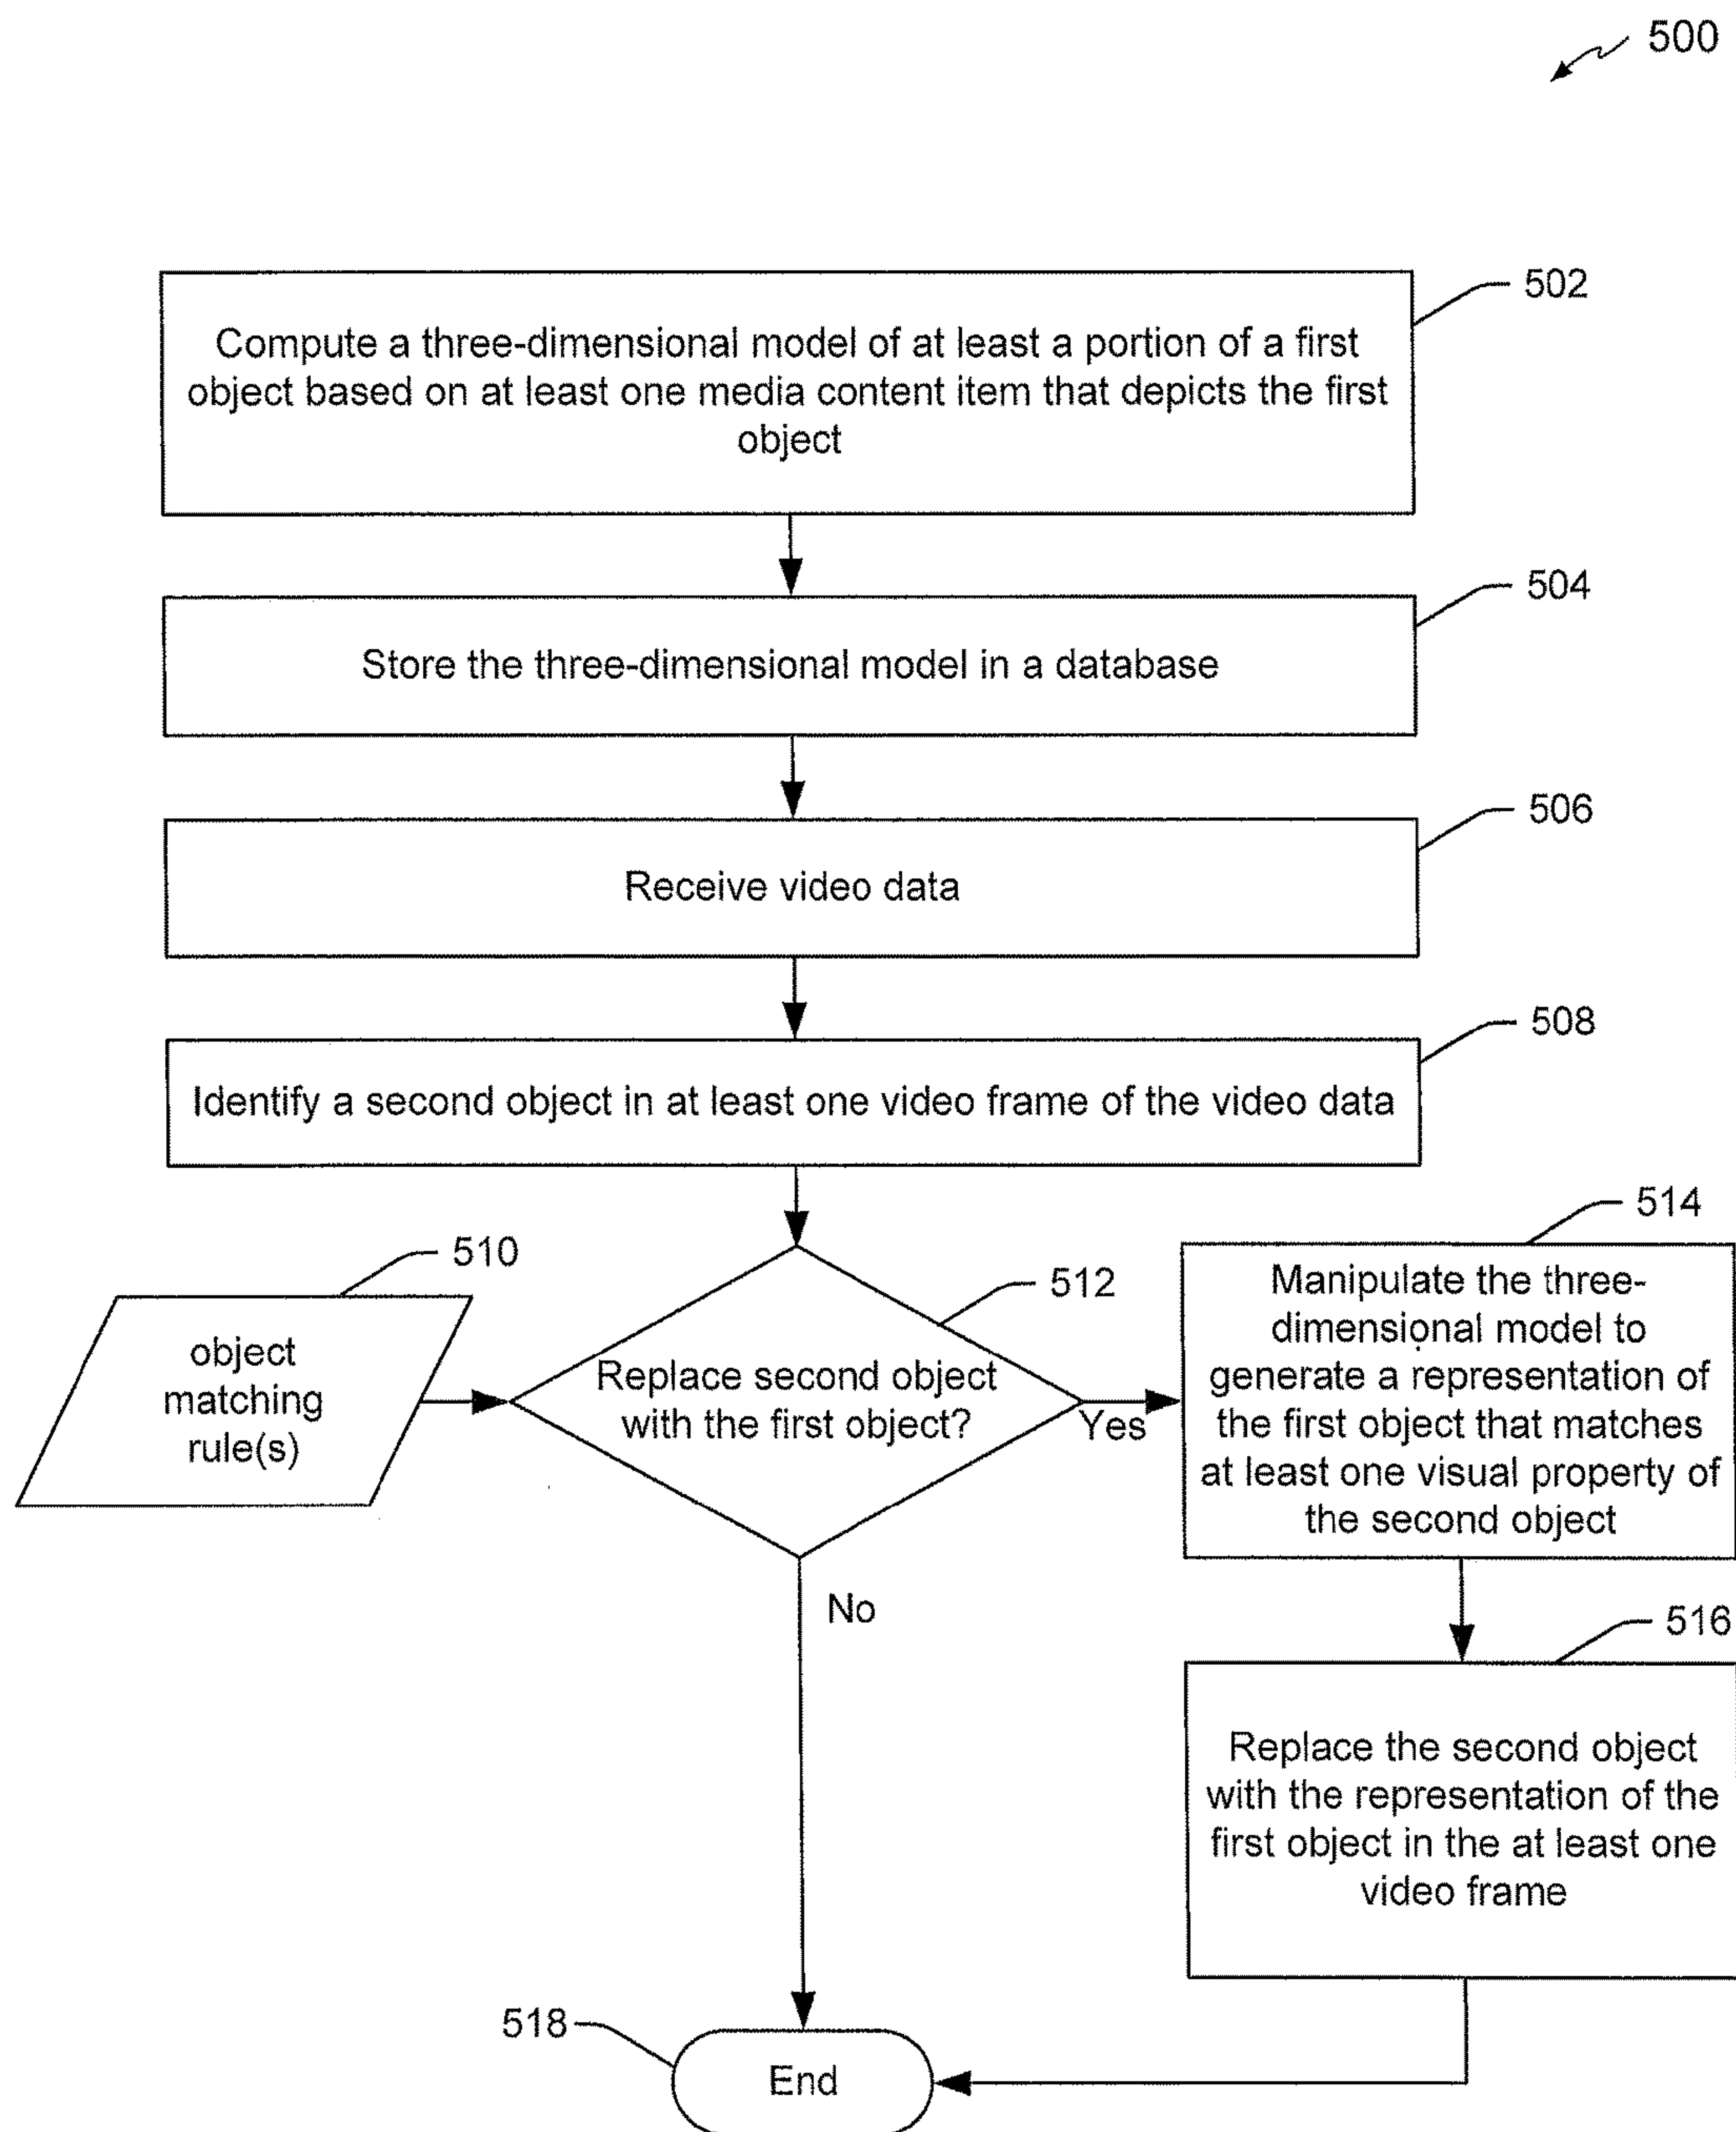 500
502
Compute a three-dimensional model of at least a portion of a first
object based on at least one media content item that depicts the first
object
504
Store the three-dimensional model in a database
506
Receive video data
508
Identify a second object in at least one video frame of the video data
510
object
matching
rule(s)
512
Replace second object
with the first object?
Yes
No
514
Manipulate the three-
dimensional model to
generate a representation of
the first object that matches
at least one visual property of
the second object
516
Replace the second object
with the representation of the
first object in the at least one
video frame
518
End